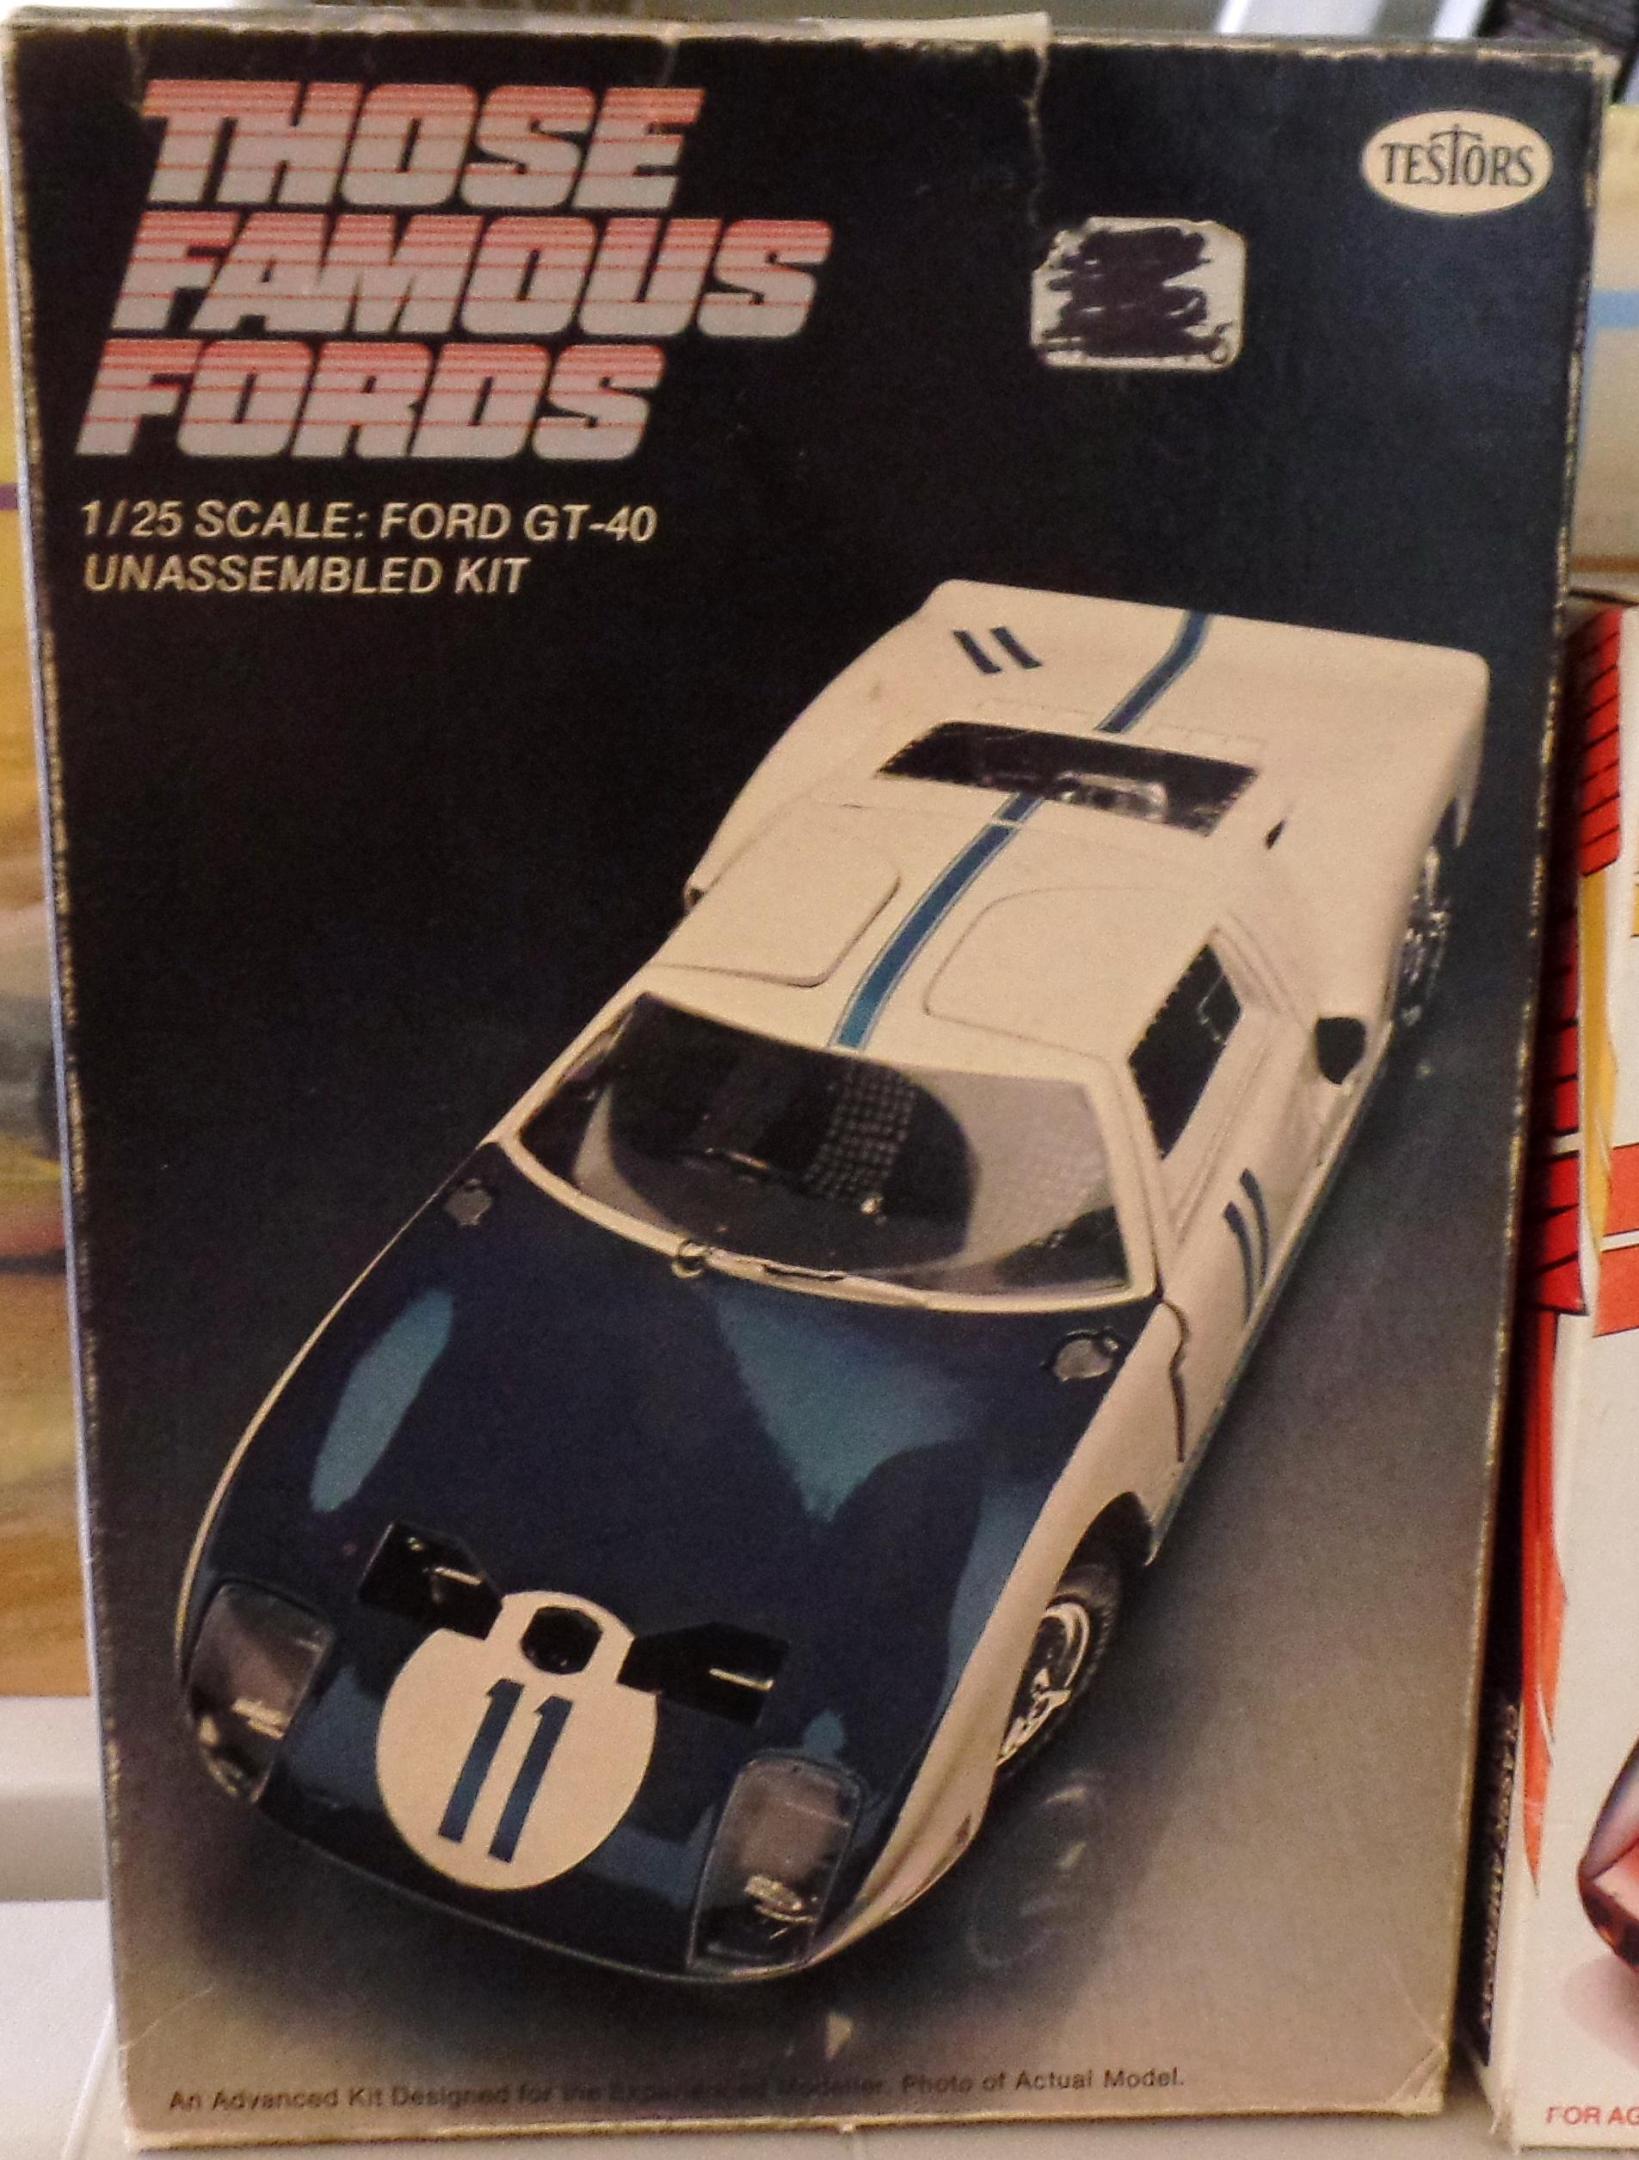 THOSE
FAMOUS
FORDS
TESTORS
1/25 SCALE: FORD GT-40
UNASSEMBLED KIT
11
11
11
An Advanced Kit Designed for the Experienced Modeller. Photo of Actual Model.
FOR AG